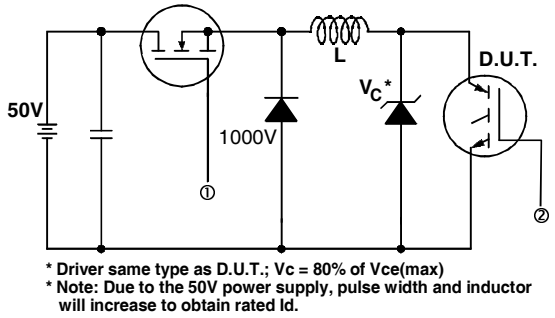 D.U.T.
L
V_C *
50V
1000V
①
②
* Driver same type as D.U.T.; Vc = 80% of Vce(max)
* Note: Due to the 50V power supply, pulse width and inductor
will increase to obtain rated Id.